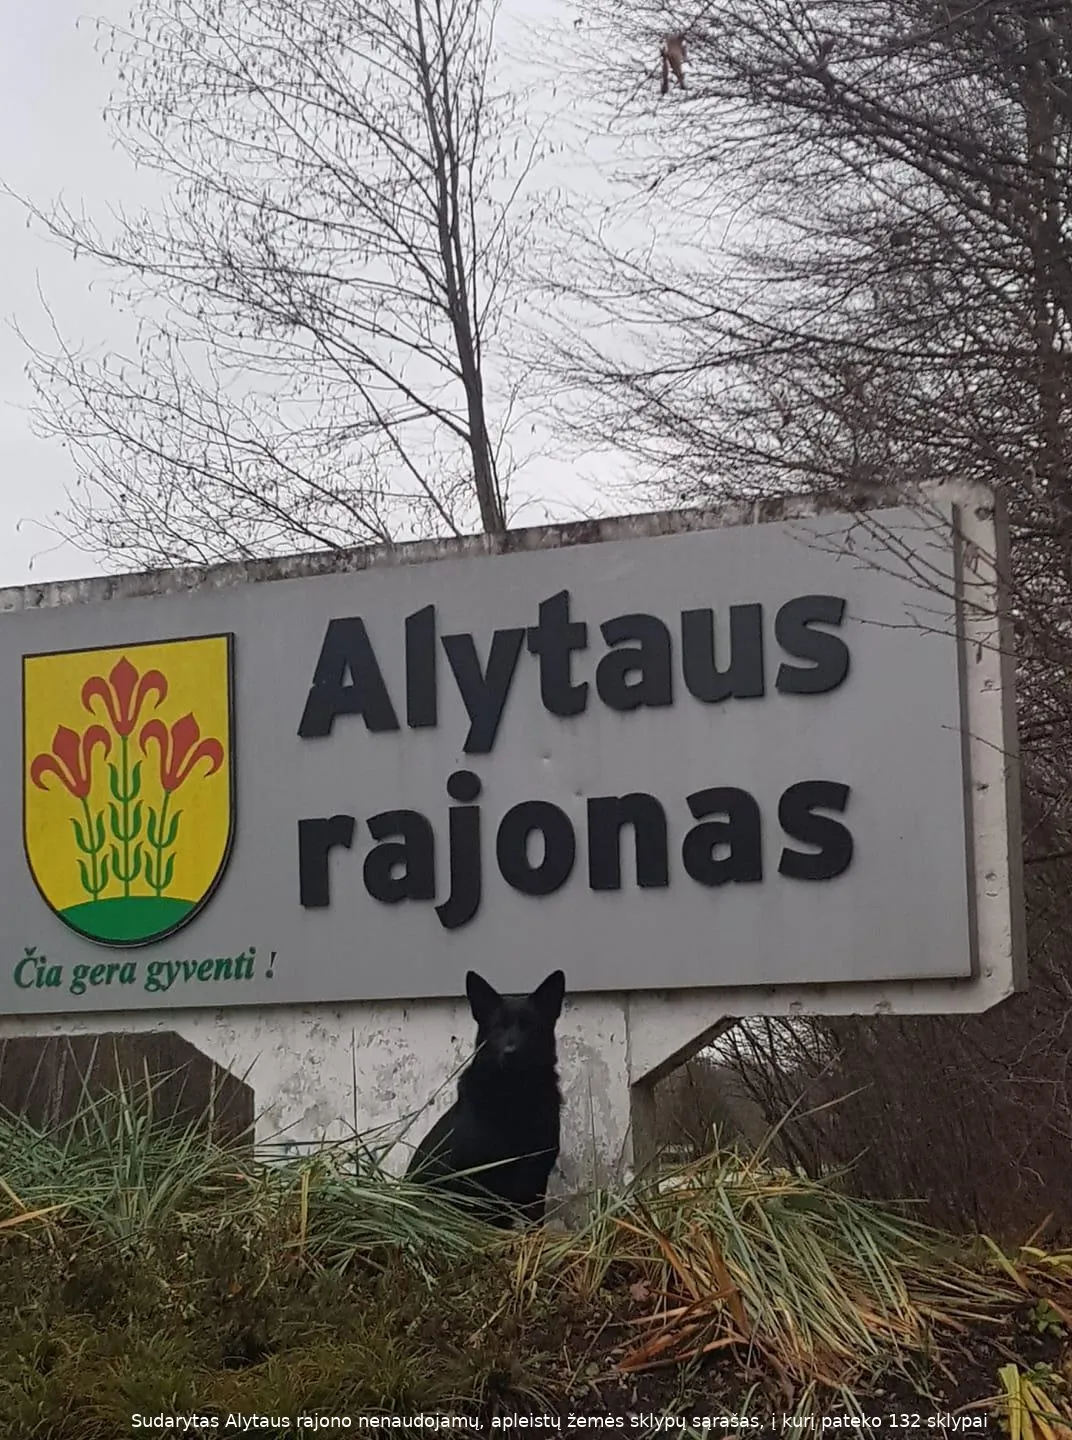 Alytaus
rajonas
Čia gera gyventi !
Sudarytas Alytaus rajono nenaudojamų, apleistų žemės sklypų sąrašas, į kurį pateko 132 sklypai